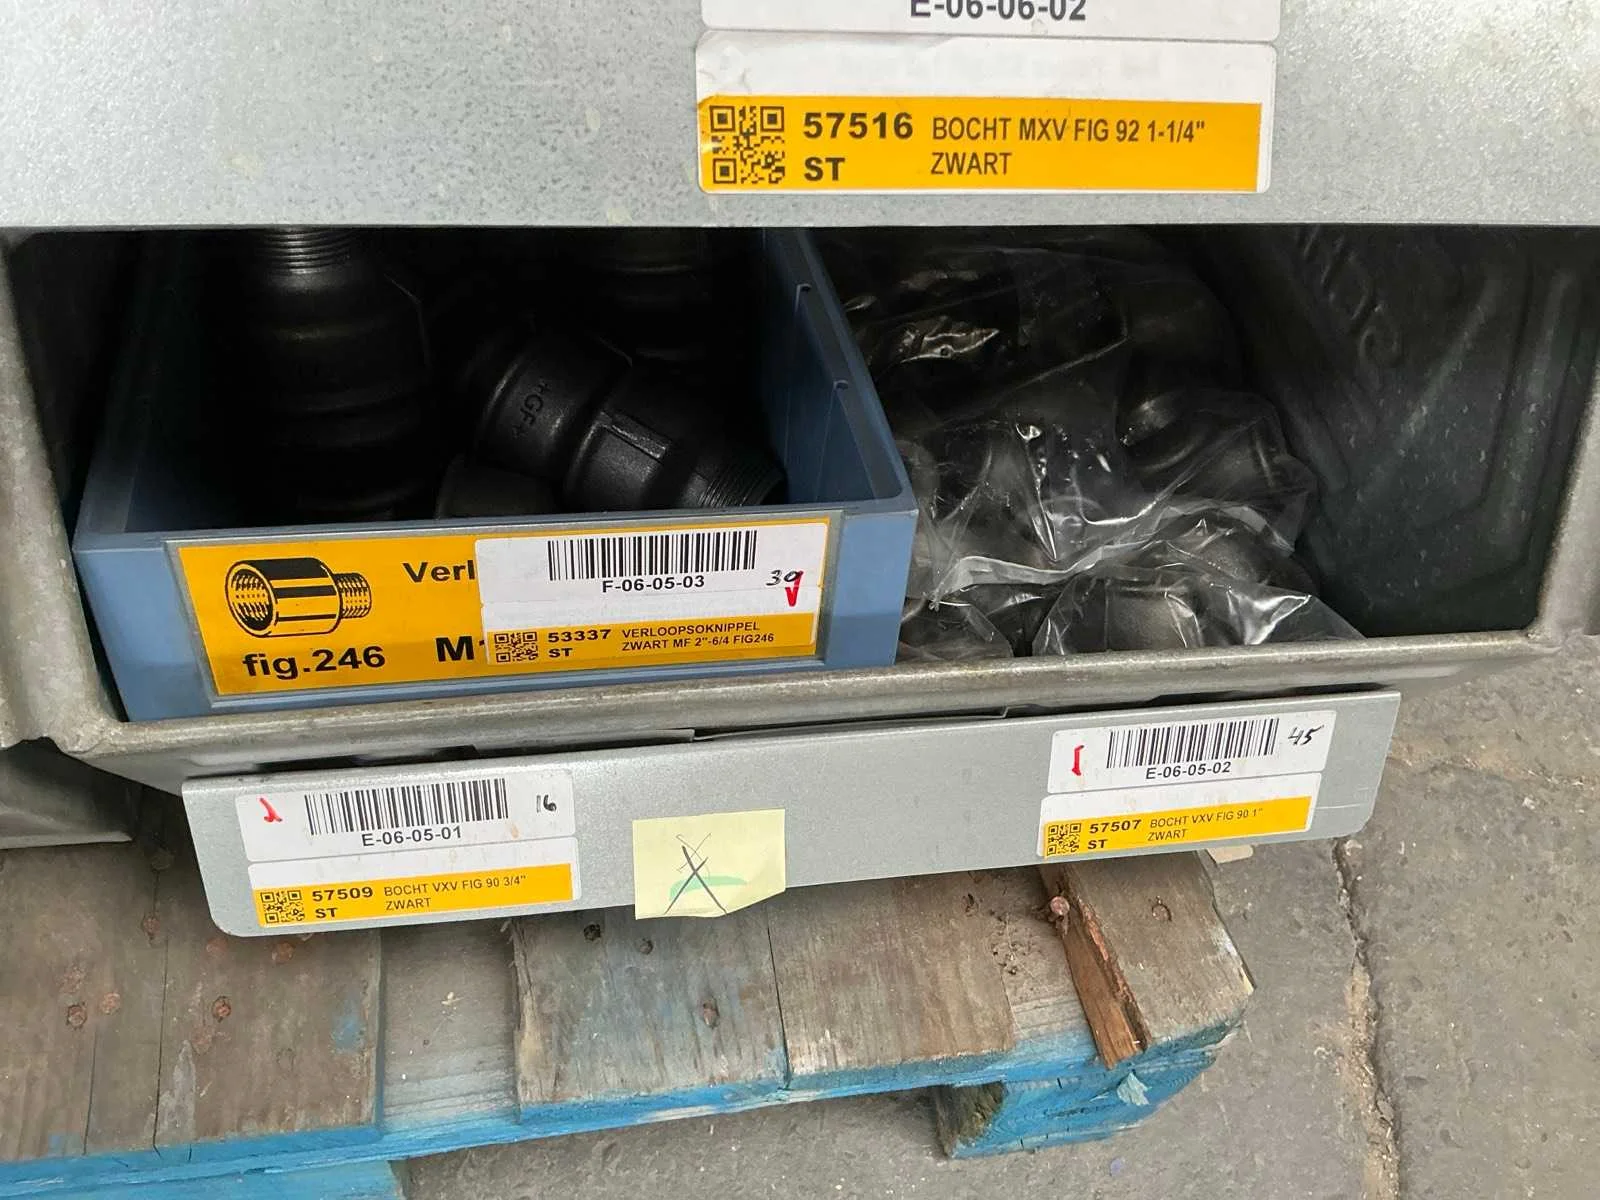 E-06-06-02
57516 BOCHT MXV FIG 92 1-1/4"
ST ZWART
+GF+
Verl
fig.246 M
F-06-05-03
39
53337 VERLOOPSOKNIPPEL
ST ZWART MF 2"-6/4 FIG246
E-06-05-01
16
57509 BOCHT VXV FIG 90 3/4"
ST ZWART
X
E-06-05-02
45
57507 BOCHT VXV FIG 90 1"
ST ZWART